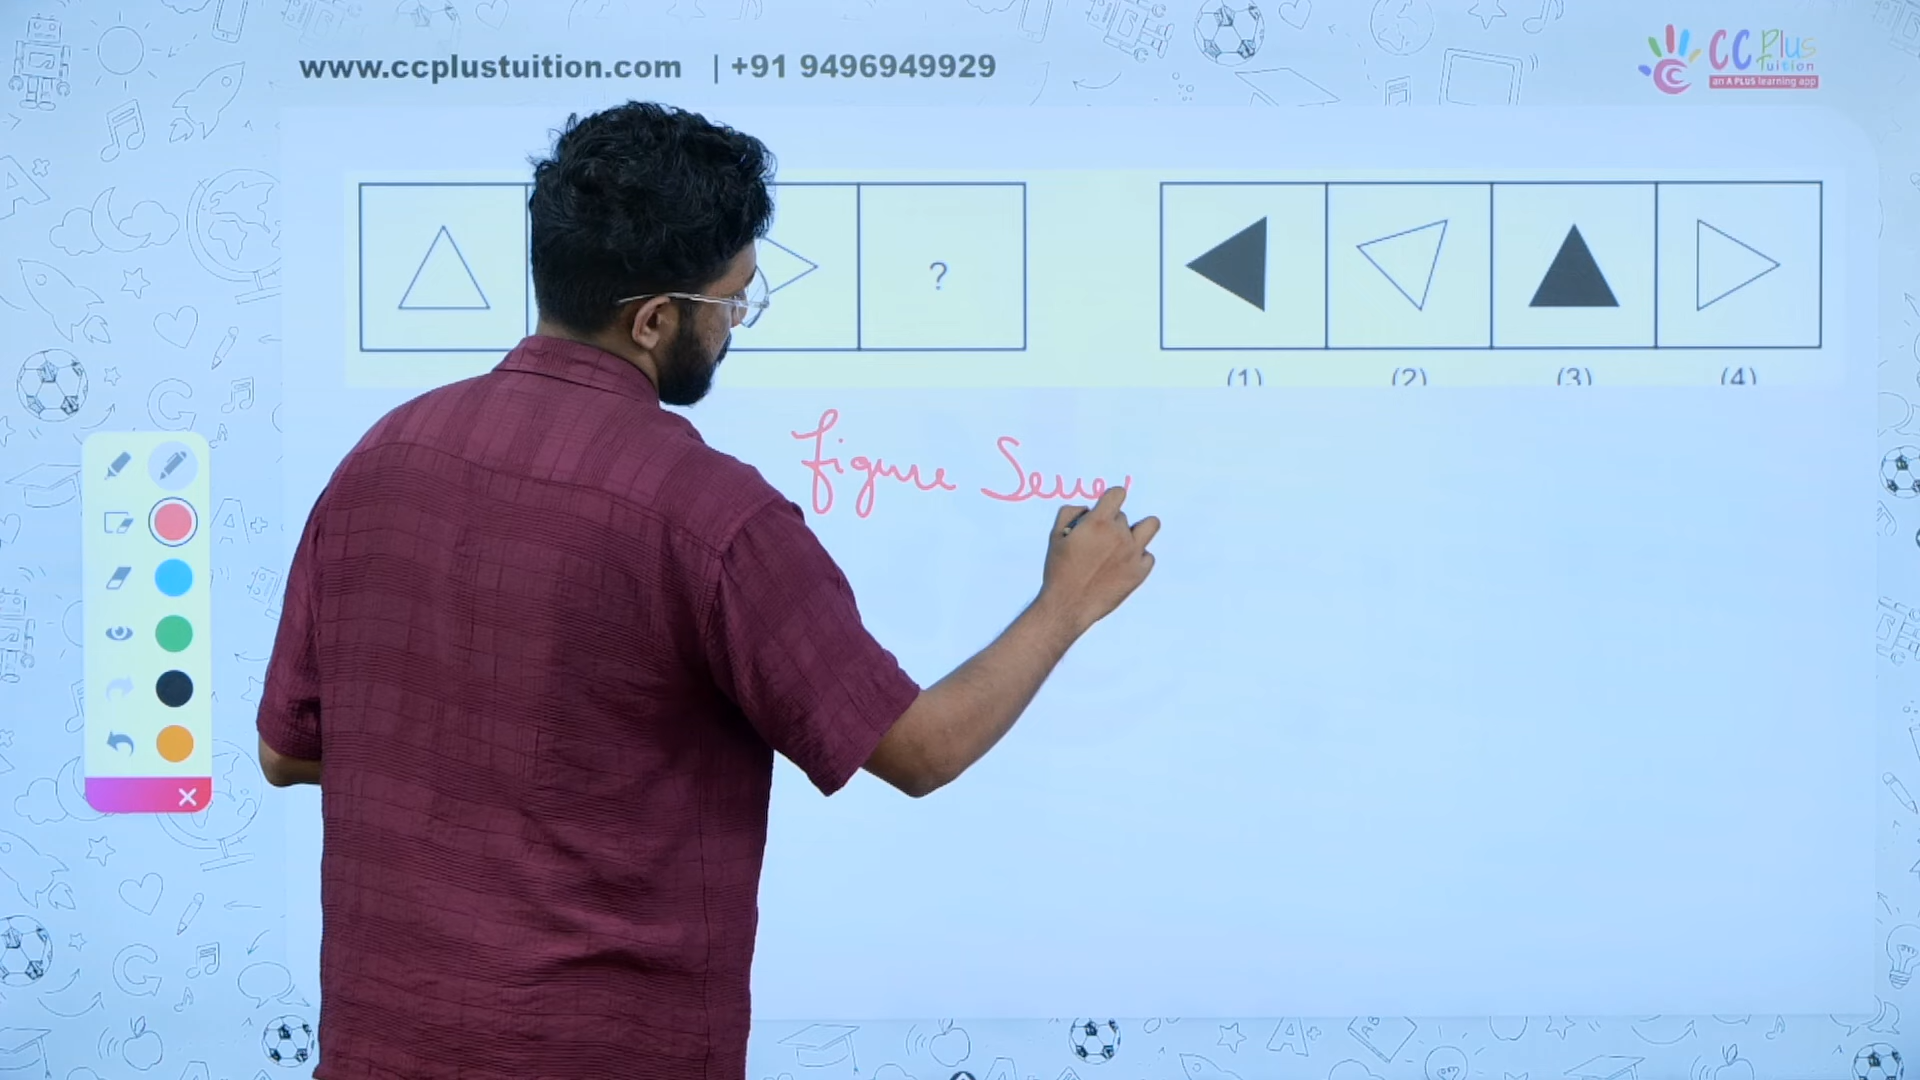 www.ccplustuition.com | +91 9496949929
CC Plus
Tuition
an A PLUS learning app
?
(1) (2) (3) (4)
figure